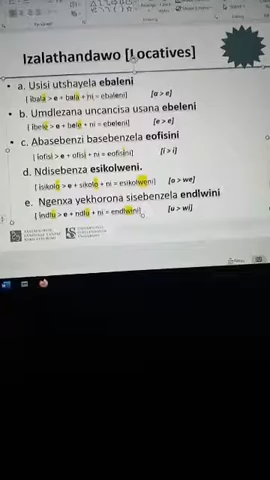 Izalathandawo [Locatives]
• a. Usisi utshayela ebaleni
[ ibala > e + bala + ni = ebaleni] [a > e]
• b. Umdlezana uncancisa usana ebeleni
[ ibele > e + bele + ni = ebeleni] [e > e]
c. Abasebenzi basebenzela eofisini
[ iofisi > e + ofisi + ni = eofisini] [i > i]
d. Ndisebenza esikolweni.
[ isikolo > e + sikolo + ni = esikolweni] [o > we]
e. Ngenxa yekhorona sisebenzela endlwini
[ indlu > e + ndlu + ni = endlwini] [u > wi]